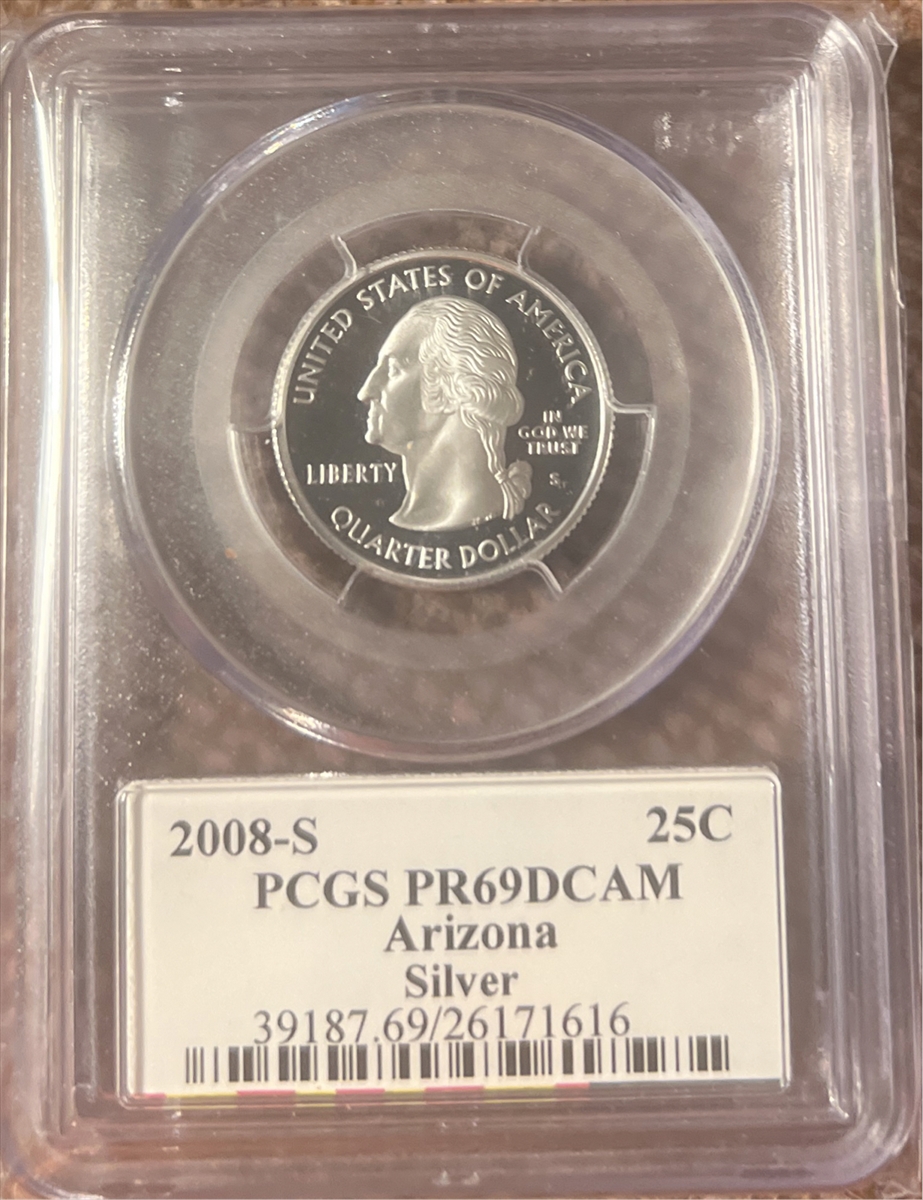 UNITED STATES OF AMERICA
IN
GOD WE
TRUST
LIBERTY
S
QUARTER DOLLAR
2008-S 25C
PCGS PR69DCAM
Arizona
Silver
39187.69/26171616